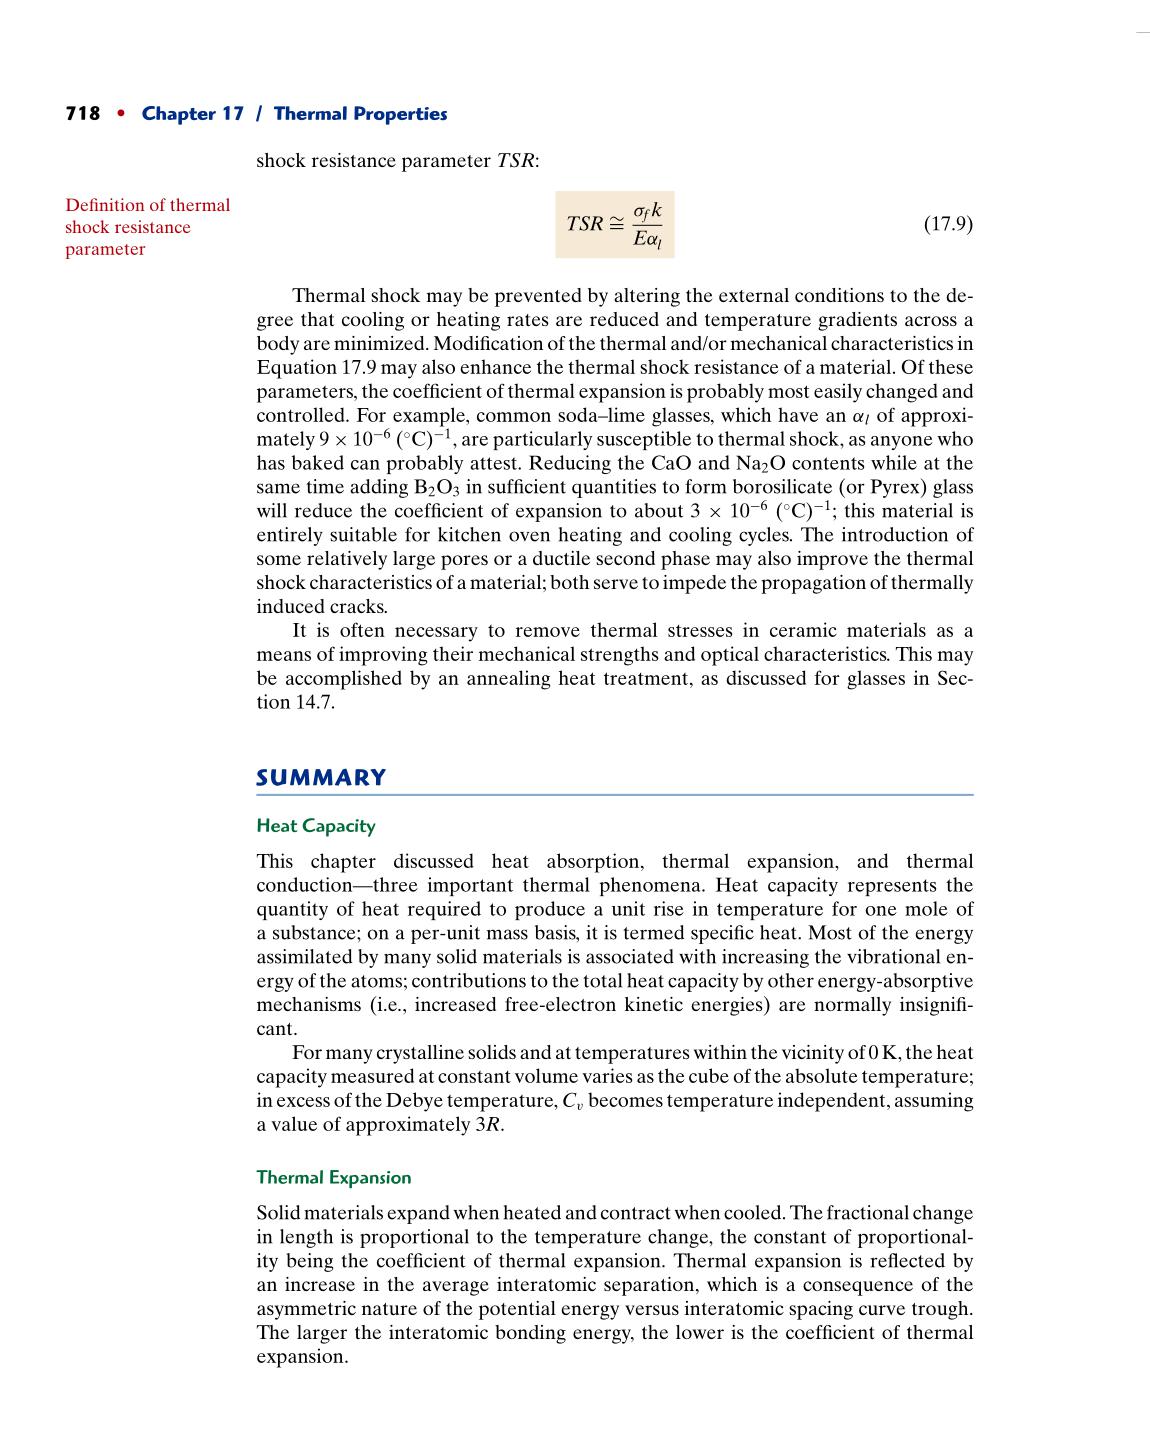 718 • Chapter 17 / Thermal Properties
shock resistance parameter TSR:
Definition of thermal
shock resistance
parameter
TSR ≅ σ_f k / Eα_l (17.9)
Thermal shock may be prevented by altering the external conditions to the de-
gree that cooling or heating rates are reduced and temperature gradients across a
body are minimized. Modification of the thermal and/or mechanical characteristics in
Equation 17.9 may also enhance the thermal shock resistance of a material. Of these
parameters, the coefficient of thermal expansion is probably most easily changed and
controlled. For example, common soda–lime glasses, which have an α_l of approxi-
mately 9 × 10⁻⁶ (°C)⁻¹, are particularly susceptible to thermal shock, as anyone who
has baked can probably attest. Reducing the CaO and Na₂O contents while at the
same time adding B₂O₃ in sufficient quantities to form borosilicate (or Pyrex) glass
will reduce the coefficient of expansion to about 3 × 10⁻⁶ (°C)⁻¹; this material is
entirely suitable for kitchen oven heating and cooling cycles. The introduction of
some relatively large pores or a ductile second phase may also improve the thermal
shock characteristics of a material; both serve to impede the propagation of thermally
induced cracks.
It is often necessary to remove thermal stresses in ceramic materials as a
means of improving their mechanical strengths and optical characteristics. This may
be accomplished by an annealing heat treatment, as discussed for glasses in Sec-
tion 14.7.
SUMMARY
Heat Capacity
This chapter discussed heat absorption, thermal expansion, and thermal
conduction—three important thermal phenomena. Heat capacity represents the
quantity of heat required to produce a unit rise in temperature for one mole of
a substance; on a per-unit mass basis, it is termed specific heat. Most of the energy
assimilated by many solid materials is associated with increasing the vibrational en-
ergy of the atoms; contributions to the total heat capacity by other energy-absorptive
mechanisms (i.e., increased free-electron kinetic energies) are normally insignifi-
cant.
For many crystalline solids and at temperatures within the vicinity of 0 K, the heat
capacity measured at constant volume varies as the cube of the absolute temperature;
in excess of the Debye temperature, C_v becomes temperature independent, assuming
a value of approximately 3R.
Thermal Expansion
Solid materials expand when heated and contract when cooled. The fractional change
in length is proportional to the temperature change, the constant of proportional-
ity being the coefficient of thermal expansion. Thermal expansion is reflected by
an increase in the average interatomic separation, which is a consequence of the
asymmetric nature of the potential energy versus interatomic spacing curve trough.
The larger the interatomic bonding energy, the lower is the coefficient of thermal
expansion.